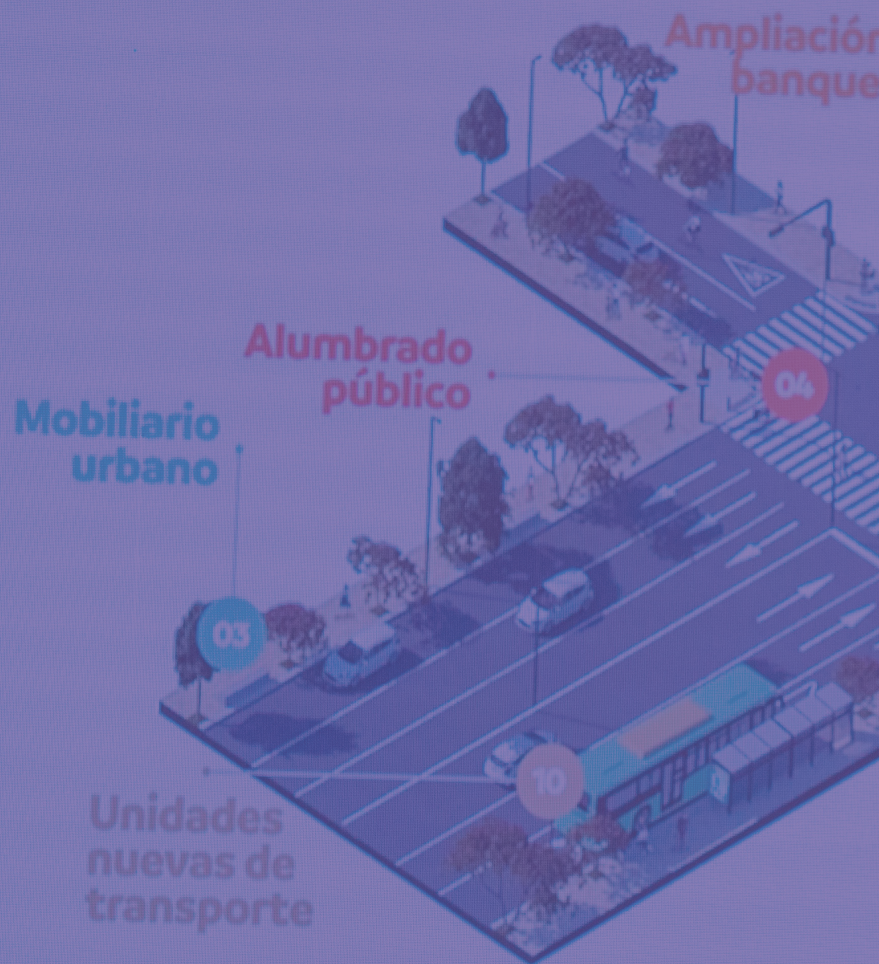 Ampliación
banque
Alumbrado
público
04
Mobiliario
urbano
03
10
Unidades
nuevas de
transporte